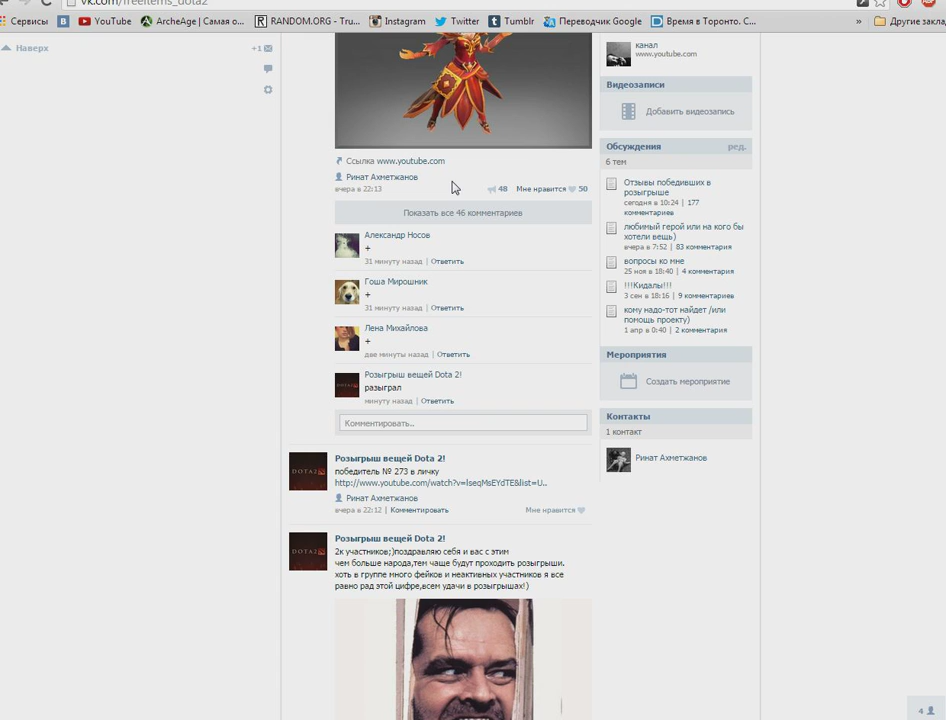 vk.com/freeitems_dota2
Сервисы
YouTube
ArcheAge | Самая о...
RANDOM.ORG - Tru...
Instagram
Twitter
Tumblr
Переводчик Google
Время в Торонто. С...
»
Другие заклад
Наверх
+1
Ссылка www.youtube.com
Ринат Ахметжанов
вчера в 22:13
48
Мне нравится 50
Показать все 46 комментариев
Александр Носов
+
31 минуту назад | Ответить
Гоша Мирошник
+
31 минуту назад | Ответить
Лена Михайлова
+
две минуты назад | Ответить
Розыгрыш вещей Dota 2!
разыграл
минуту назад | Ответить
Комментировать..
Розыгрыш вещей Dota 2!
победитель № 273 в личку
http://www.youtube.com/watch?v=lseqMsEYdTE&list=U..
Ринат Ахметжанов
вчера в 22:12 | Комментировать
Мне нравится
DOTA2
Розыгрыш вещей Dota 2!
2к участников;)поздравляю себя и вас с этим
чем больше народа,тем чаще будут проходить розыгрыши.
хоть в группе много фейков и неактивных участников я все
равно рад этой цифре,всем удачи в розыгрышах!)
DOTA2
канал
www.youtube.com
Видеозаписи
Добавить видеозапись
Обсуждения
ред.
6 тем
Отзывы победивших в
розыгрыше
сегодня в 10:24 | 177
комментариев
любимый герой или на кого бы
хотели вещь)
вчера в 7:52 | 83 комментария
вопросы ко мне
25 ноя в 18:40 | 4 комментария
!!!Кидалы!!!
3 сен в 18:16 | 9 комментариев
кому надо-тот найдет /или
помощь проекту)
1 апр в 0:40 | 2 комментария
Мероприятия
Создать мероприятие
Контакты
1 контакт
Ринат Ахметжанов
4